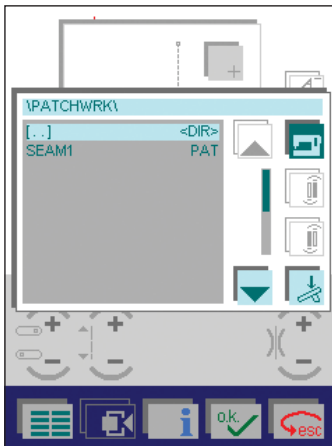 \PATCHWRK\
[..] <DIR>
SEAM1 PAT
A
+ + +
i
o.k.
esc